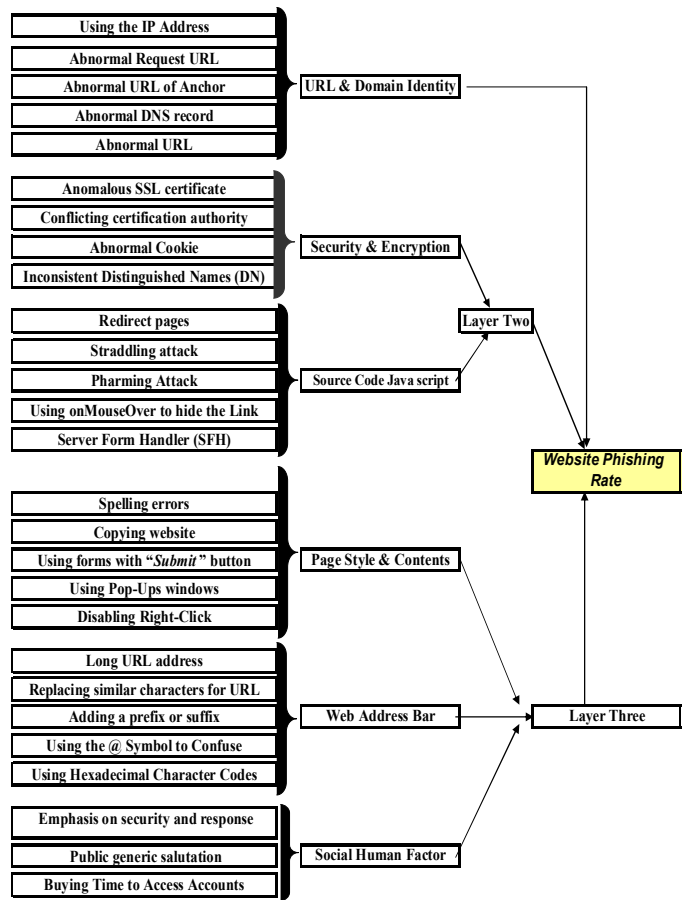 Using the IP Address
Abnormal Request URL
Abnormal URL of Anchor
Abnormal DNS record
Abnormal URL
URL & Domain Identity
Anomalous SSL certificate
Conflicting certification authority
Abnormal Cookie
Inconsistent Distinguished Names (DN)
Security & Encryption
Layer Two
Redirect pages
Straddling attack
Pharming Attack
Using onMouseOver to hide the Link
Server Form Handler (SFH)
Source Code Java script
Website Phishing
Rate
Spelling errors
Copying website
Using forms with “Submit” button
Using Pop-Ups windows
Disabling Right-Click
Page Style & Contents
Long URL address
Replacing similar characters for URL
Adding a prefix or suffix
Using the @ Symbol to Confuse
Using Hexadecimal Character Codes
Web Address Bar
Layer Three
Emphasis on security and response
Public generic salutation
Buying Time to Access Accounts
Social Human Factor